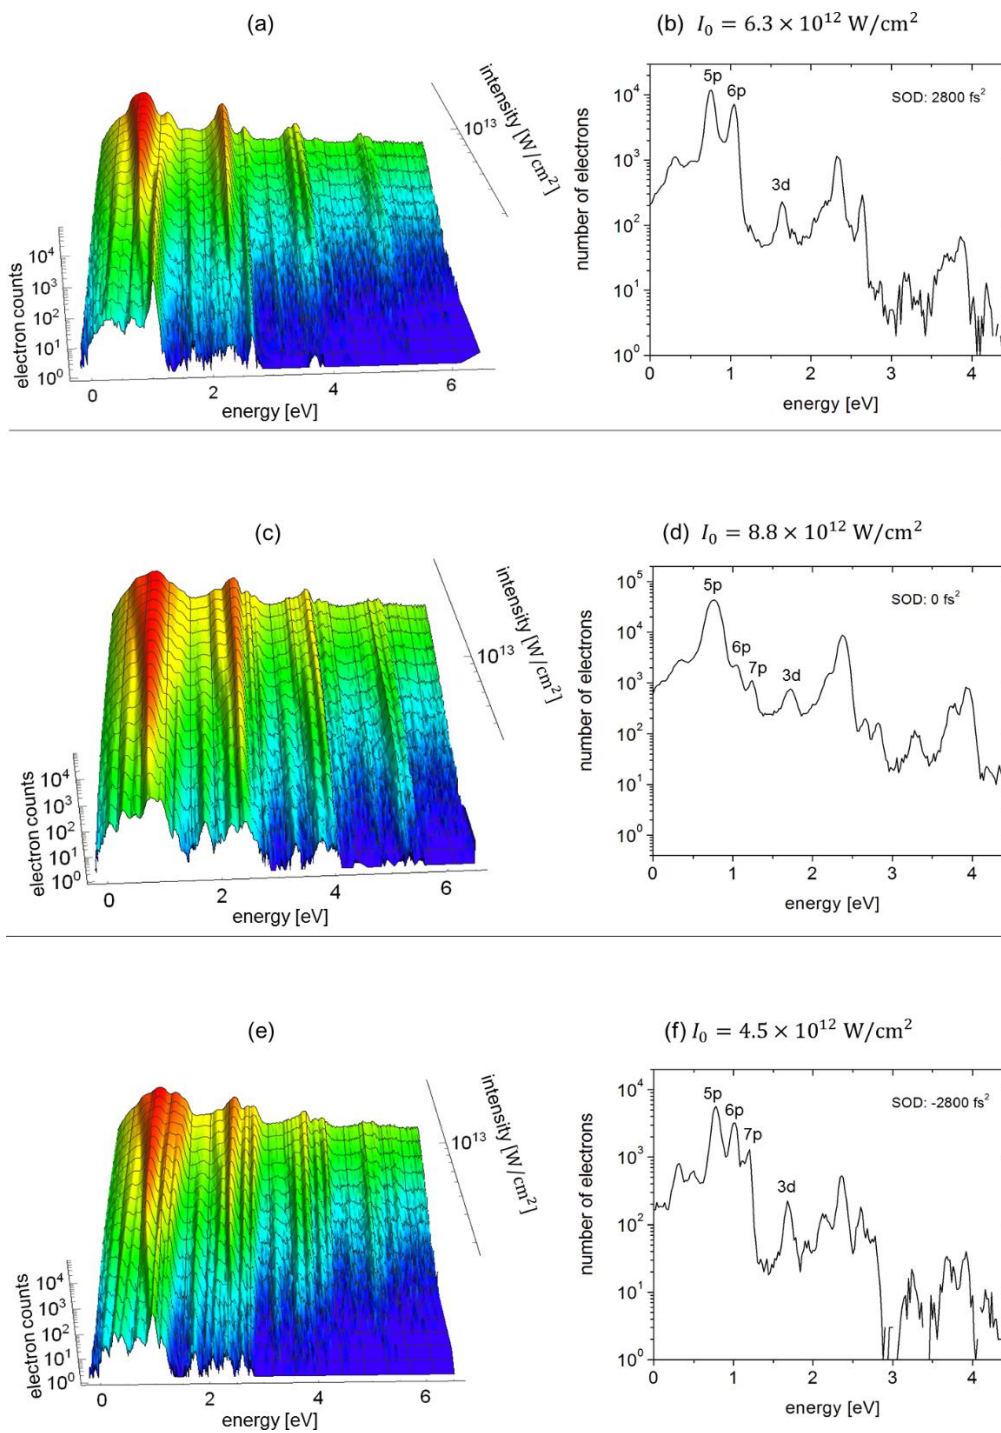 (a)
(b) I₀ = 6.3 × 10¹² W/cm²
intensity [W/cm²]
10¹³
electron counts
10⁴
10³
10²
10¹
10⁰
0 2 4 6
energy [eV]
number of electrons
10⁴
10³
10²
10¹
10⁰
5p
6p
3d
SOD: 2800 fs²
0 1 2 3 4
energy [eV]
(c)
(d) I₀ = 8.8 × 10¹² W/cm²
intensity [W/cm²]
10¹³
electron counts
10⁴
10³
10²
10¹
10⁰
0 2 4 6
energy [eV]
number of electrons
10⁵
10⁴
10³
10²
10¹
10⁰
5p
6p
7p
3d
SOD: 0 fs²
0 1 2 3 4
energy [eV]
(e)
(f) I₀ = 4.5 × 10¹² W/cm²
intensity [W/cm²]
10¹³
electron counts
10⁴
10³
10²
10¹
10⁰
0 2 4 6
energy [eV]
number of electrons
10⁴
10³
10²
10¹
10⁰
5p
6p
7p
3d
SOD: -2800 fs²
0 1 2 3 4
energy [eV]